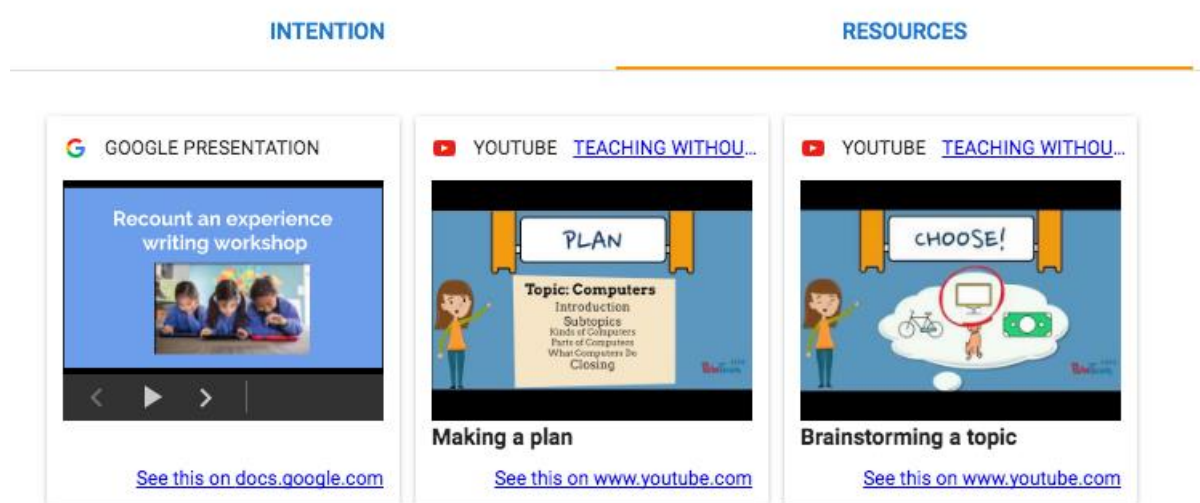 INTENTION
RESOURCES
GOOGLE PRESENTATION
Recount an experience
writing workshop
See this on docs.google.com
YOUTUBE TEACHING WITHOU...
PLAN
Topic: Computers
Introduction
Subtopics
Kinds of Computers
Parts of Computers
What Computers Do
Closing
Making a plan
See this on www.youtube.com
YOUTUBE TEACHING WITHOU...
CHOOSE!
Brainstorming a topic
See this on www.youtube.com